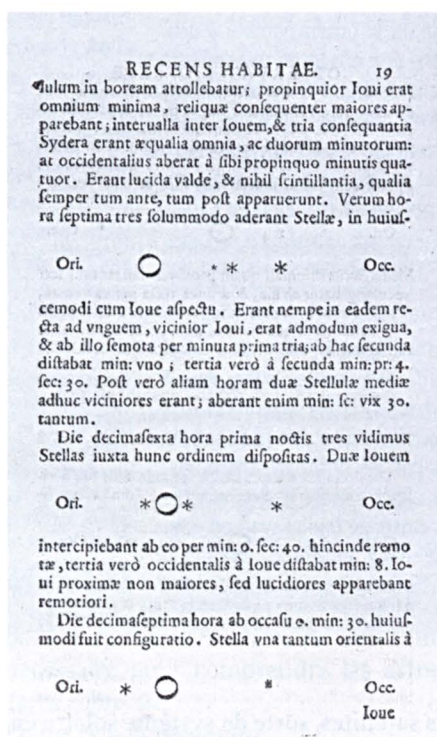 RECENS HABITAE. 19
ſulum in boream attollebatur; propinquior Ioui erat
omnium minima, reliquæ conſequenter maiores ap-
parebant; interualla inter Iouem, & tria conſequantia
Sydera erant æqualia omnia, ac duorum minutorum:
at occidentalius aberat à ſibi propinquo minutis qua-
tuor. Erant lucida valde, & nihil ſcintillantia, qualia
ſemper tum ante, tum poſt apparuerunt. Verum ho-
ra ſeptima tres ſolummodo aderant Stellæ, in huiuſ-
Ori. * * Occ.
cemodi cum Ioue aſpectu. Erant nempe in eadem re-
cta ad vnguem, vicinior Ioui, erat admodum exigua,
& ab illo ſemota per minuta prima tria; ab hac ſecunda
diſtabat min: vno; tertia verò à ſecunda min: pr: 4.
ſec: 30. Poſt verò aliam horam duæ Stellulæ mediæ
adhuc viciniores erant; aberant enim min: ſc: vix 30.
tantum.
Die decimaſexta hora prima noctis tres vidimus
Stellas iuxta hunc ordinem diſpoſitas. Duæ Iouem
Ori. * * * Occ.
intercipiebant ab eo per min: 0. ſec: 40. hinc inde remo
tæ, tertia verò occidentalis à Ioue diſtabat min: 8. Io-
ui proximæ non maiores, ſed lucidiores apparebant
remotiori.
Die decimaſeptima hora ab occaſu 0. min: 30. huiuſ-
modi fuit configuratio. Stella vna tantum orientalis à
Ori. * * Occ.
Ioue